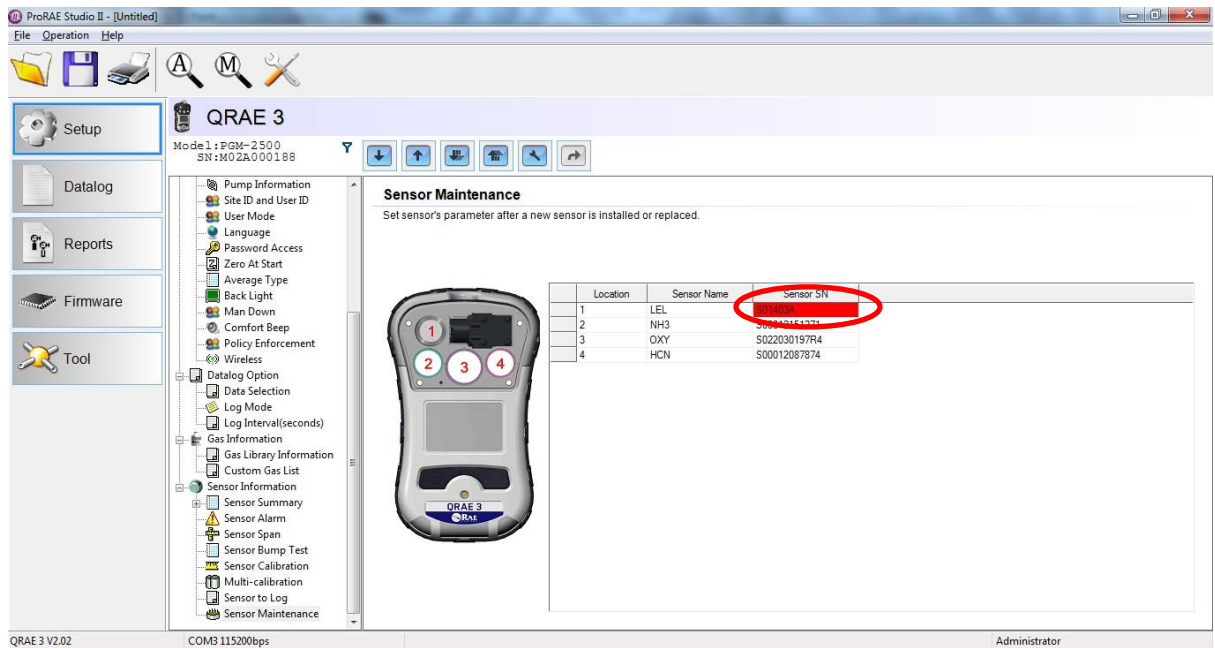 ProRAE Studio II - [Untitled]
File Operation Help
A M
QRAE 3
Setup
Datalog
Reports
Firmware
Tool
Model:PGM-2500
SN:M02A000188
Pump Information
Site ID and User ID
User Mode
Language
Password Access
Zero At Start
Average Type
Back Light
Man Down
Comfort Beep
Policy Enforcement
Wireless
Datalog Option
Data Selection
Log Mode
Log Interval(seconds)
Gas Information
Gas Library Information
Custom Gas List
Sensor Information
Sensor Summary
Sensor Alarm
Sensor Span
Sensor Bump Test
Sensor Calibration
Multi-calibration
Sensor to Log
Sensor Maintenance
Sensor Maintenance
Set sensor's parameter after a new sensor is installed or replaced.
1
2 3 4
QRAE 3
RAE
Location Sensor Name Sensor SN
1 LEL S01403A
2 NH3
3 OXY S022030197R4
4 HCN S00012087874
QRAE 3 V2.02 COM3 115200bps Administrator